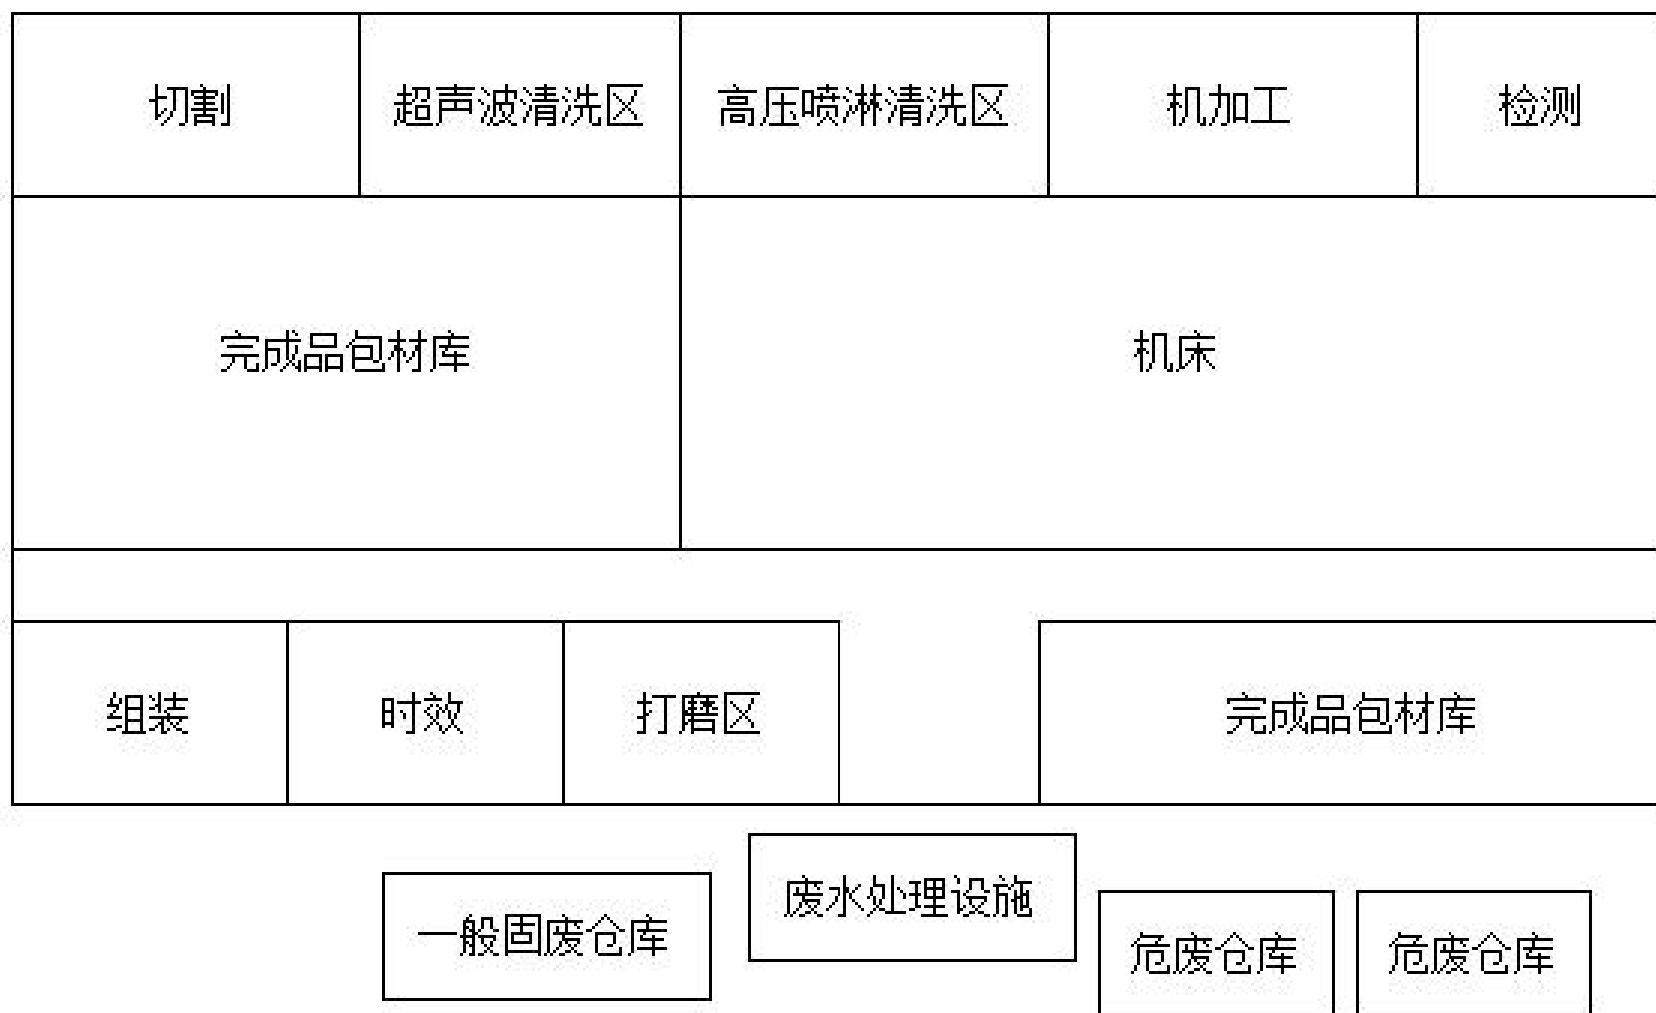 切割
超声波清洗区
高压喷淋清洗区
机加工
检测
完成品包材库
机床
组装
时效
打磨区
完成品包材库
一般固废仓库
废水处理设施
危废仓库
危废仓库